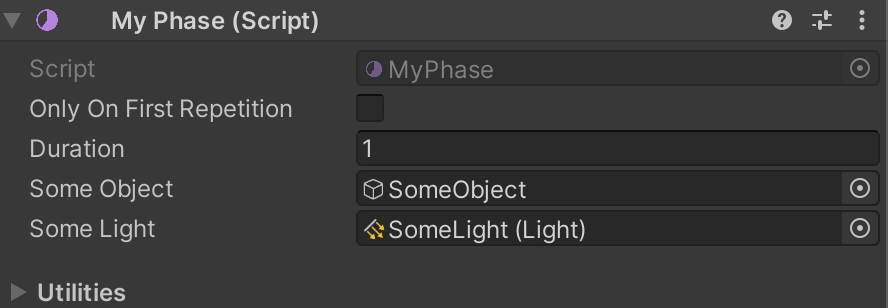 My Phase (Script)
Script MyPhase
Only On First Repetition
Duration 1
Some Object SomeObject
Some Light SomeLight (Light)
Utilities